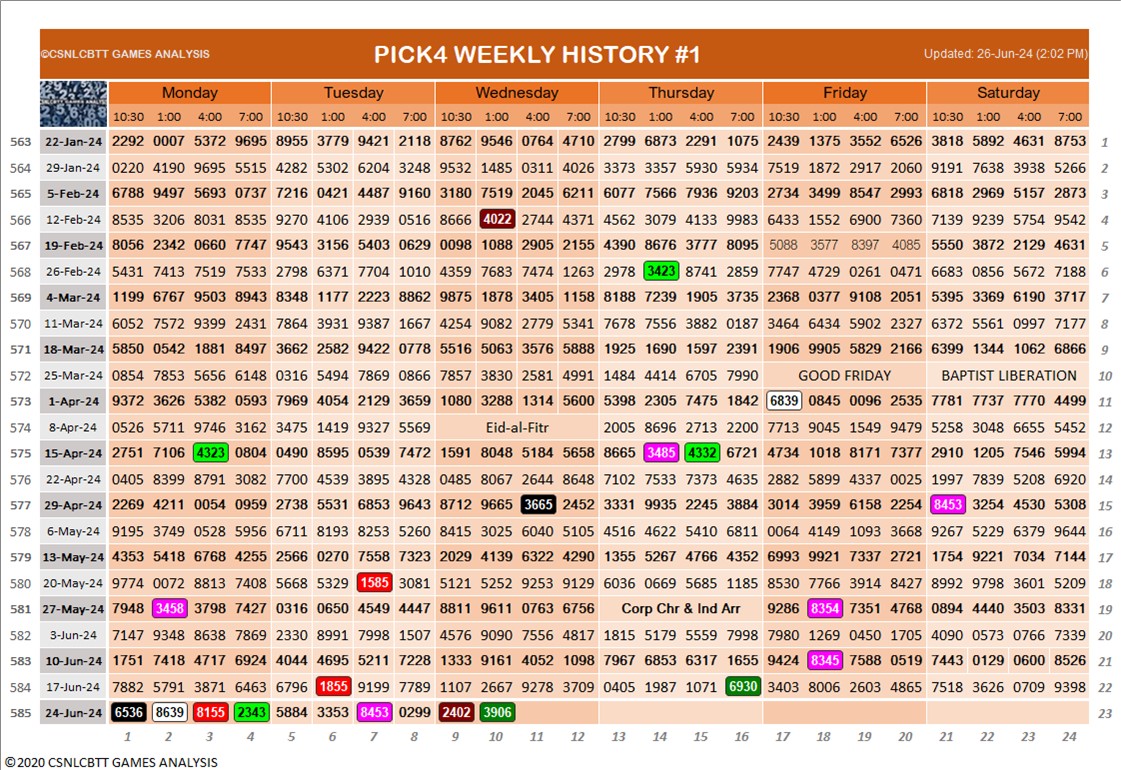 ©CSNLCBTT GAMES ANALYSIS PICK4 WEEKLY HISTORY #1 Updated: 26-Jun-24 (2:02 PM)
Monday Tuesday Wednesday Thursday Friday Saturday
10:30 1:00 4:00 7:00 10:30 1:00 4:00 7:00 10:30 1:00 4:00 7:00 10:30 1:00 4:00 7:00 10:30 1:00 4:00 7:00 10:30 1:00 4:00 7:00
563 22-Jan-24 2292 0007 5372 9695 8955 3779 9421 2118 8762 9546 0764 4710 2799 6873 2291 1075 2439 1375 3552 6526 3818 5892 4631 8753 1
564 29-Jan-24 0220 4190 9695 5515 4282 5302 6204 3248 9532 1485 0311 4026 3373 3357 5930 5934 7519 1872 2917 2060 9191 7638 3938 5266 2
565 5-Feb-24 6788 9497 5693 0737 7216 0421 4487 9160 3180 7519 2045 6211 6077 7566 7936 9203 2734 3499 8547 2993 6818 2969 5157 2873 3
566 12-Feb-24 8535 3206 8031 8535 9270 4106 2939 0516 8666 4022 2744 4371 4562 3079 4133 9983 6433 1552 6900 7360 7139 9239 5754 9542 4
567 19-Feb-24 8056 2342 0660 7747 9543 3156 5403 0629 0098 1088 2905 2155 4390 8676 3777 8095 5088 3577 8397 4085 5550 3872 2129 4631 5
568 26-Feb-24 5431 7413 7519 7533 2798 6371 7704 1010 4359 7683 7474 1263 2978 3423 8741 2859 7747 4729 0261 0471 6683 0856 5672 7188 6
569 4-Mar-24 1199 6767 9503 8943 8348 1177 2223 8862 9875 1878 3405 1158 8188 7239 1905 3735 2368 0377 9108 2051 5395 3369 6190 3717 7
570 11-Mar-24 6052 7572 9399 2431 7864 3931 9387 1667 4254 9082 2779 5341 7678 7556 3882 0187 3464 6434 5902 2327 6372 5561 0997 7177 8
571 18-Mar-24 5850 0542 1881 8497 3662 2582 9422 0778 5516 5063 3576 5888 1925 1690 1597 2391 1906 9905 5829 2166 6399 1344 1062 6866 9
572 25-Mar-24 0854 7853 5656 6148 0316 5494 7869 0866 7857 3830 2581 4991 1484 4414 6705 7990 GOOD FRIDAY BAPTIST LIBERATION 10
573 1-Apr-24 9372 3626 5382 0593 7969 4054 2129 3659 1080 3288 1314 5600 5398 2305 7475 1842 6839 0845 0096 2535 7781 7737 7770 4499 11
574 8-Apr-24 0526 5711 9746 3162 3475 1419 9327 5569 Eid-al-Fitr 2005 8696 2713 2200 7713 9045 1549 9479 5258 3048 6655 5452 12
575 15-Apr-24 2751 7106 4323 0804 0490 8595 0539 7472 1591 8048 5184 5658 8665 3485 4332 6721 4734 1018 8171 7377 2910 1205 7546 5994 13
576 22-Apr-24 0405 8399 8791 3082 7700 4539 3895 4328 0485 8067 2644 8648 7102 7533 7373 4635 2882 5899 4337 0025 1997 7839 5208 6920 14
577 29-Apr-24 2269 4211 0054 0593 2738 5531 6853 9643 8712 9665 3665 2452 3331 9935 2245 3884 3014 3959 6158 2254 8453 3254 4530 5308 15
578 6-May-24 9195 3749 0528 5956 6711 8193 8253 5260 8415 3025 6040 5105 4516 4622 5410 6811 0064 4149 1093 3668 9267 5229 6379 9644 16
579 13-May-24 4353 5418 6768 4255 2566 0270 7558 7323 2029 4139 6322 4290 1355 5267 4766 4352 6993 9921 7337 2721 1754 9221 7034 7144 17
580 20-May-24 9774 0072 8813 7408 5668 5329 1585 3081 5121 5252 9253 9129 6036 0669 5685 1185 8530 7766 3914 8427 8992 9798 3601 5209 18
581 27-May-24 7948 3458 3798 7427 0316 0650 4549 4447 8811 9611 0763 6756 Corp Chr & Ind Arr 9286 8354 7351 4768 0894 4440 3503 8331 19
582 3-Jun-24 7147 9348 8638 7869 2330 8991 7998 1507 4576 9090 7556 4817 1815 5179 5559 7998 7980 1269 0450 1705 4090 0573 0766 7339 20
583 10-Jun-24 1751 7418 4717 6924 4044 4695 5211 7228 1333 9161 4052 1098 7967 6853 6317 1655 9424 8345 7588 0519 7443 0129 0600 8526 21
584 17-Jun-24 7882 5791 3871 6463 6796 1855 9199 7789 1107 2667 9278 3709 0405 1987 1071 6930 3403 8006 2603 4865 7518 3626 0709 9398 22
585 24-Jun-24 6536 8639 8155 2343 5884 3353 8453 0299 2402 3906 23
1 2 3 4 5 6 7 8 9 10 11 12 13 14 15 16 17 18 19 20 21 22 23 24
©2020 CSNLCBTT GAMES ANALYSIS